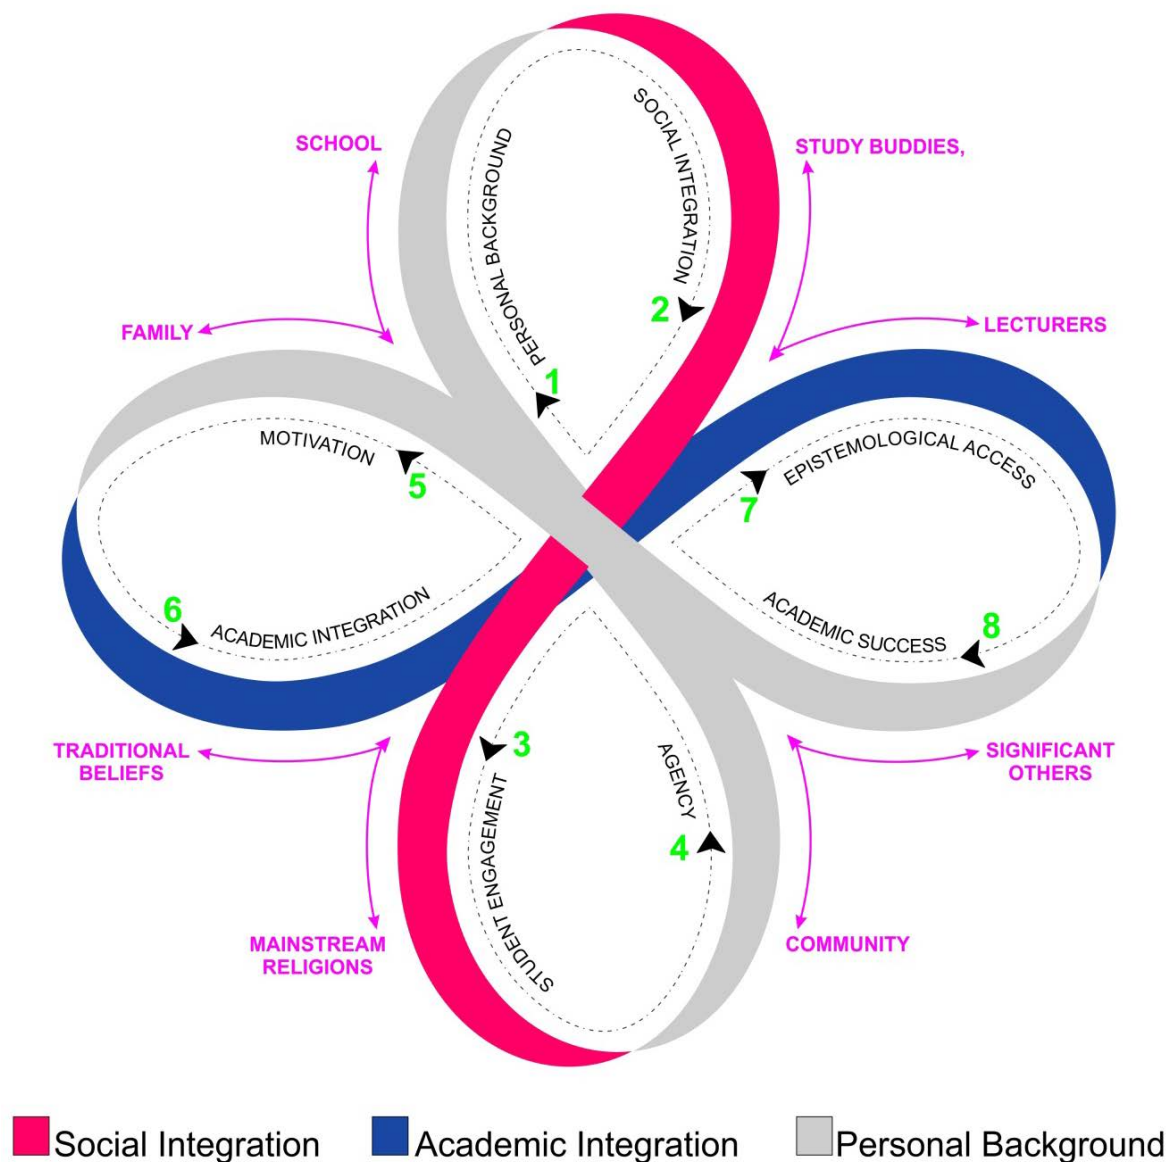 SCHOOL
STUDY BUDDIES,
FAMILY
LECTURERS
PERSONAL BACKGROUND
1
SOCIAL INTEGRATION
2
MOTIVATION
5
EPISTEMOLOGICAL ACCESS
7
6
ACADEMIC INTEGRATION
ACADEMIC SUCCESS
8
3
STUDENT ENGAGEMENT
AGENCY
4
TRADITIONAL
BELIEFS
SIGNIFICANT
OTHERS
MAINSTREAM
RELIGIONS
COMMUNITY
Social Integration
Academic Integration
Personal Background